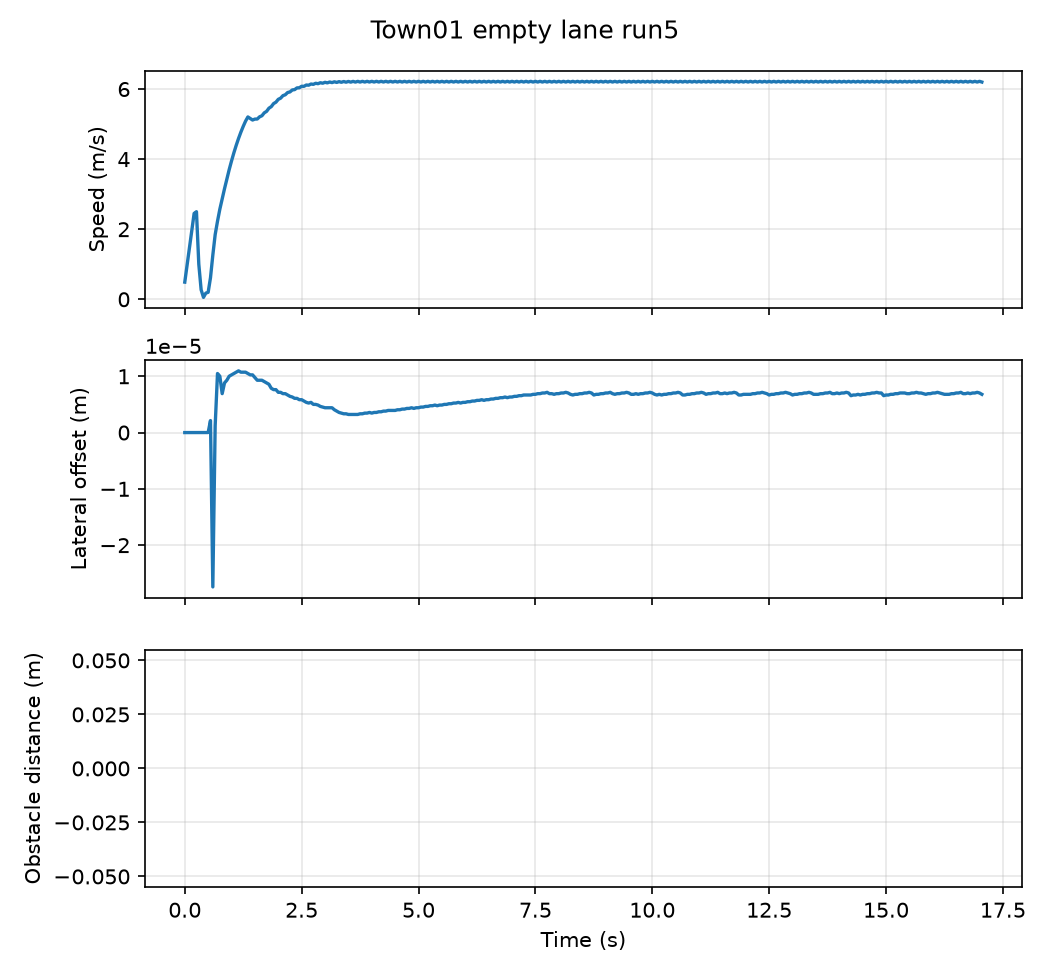 Town01 empty lane run5
6
4
2
0
Speed (m/s)
1e−5
1
0
−1
−2
Lateral offset (m)
0.050
0.025
0.000
−0.025
−0.050
Obstacle distance (m)
0.0 2.5 5.0 7.5 10.0 12.5 15.0 17.5
Time (s)